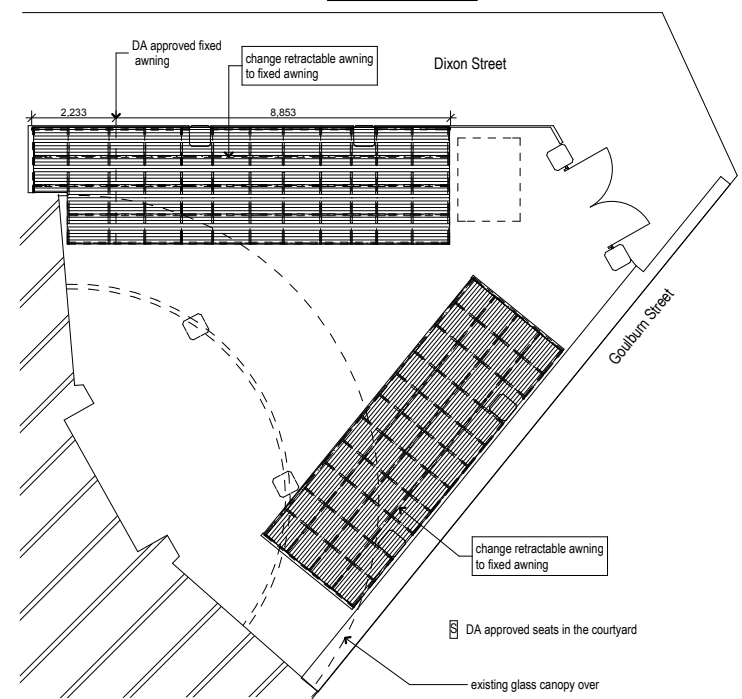 DA approved fixed
awning
change retractable awning
to fixed awning
Dixon Street
2,233
8,853
Goulburn Street
change retractable awning
to fixed awning
S DA approved seats in the courtyard
existing glass canopy over